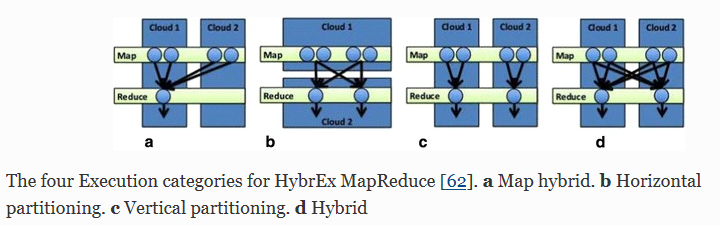 Cloud 1 Cloud 2 Cloud 1 Cloud 1 Cloud 2 Cloud 1 Cloud 2
Map Map Map Map
Reduce Reduce Reduce Reduce
Cloud 2
a b c d
The four Execution categories for HybrEx MapReduce [62]. a Map hybrid. b Horizontal
partitioning. c Vertical partitioning. d Hybrid